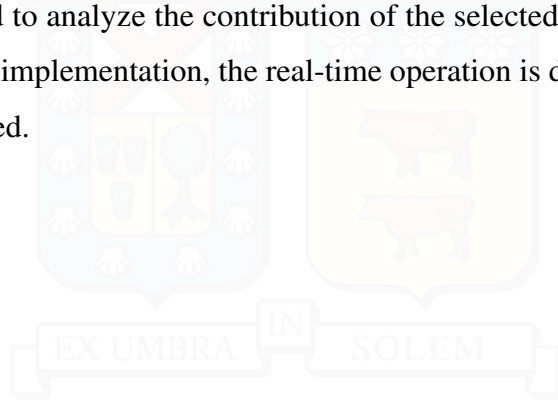 d to analyze the contribution of the selected
implementation, the real-time operation is d
ed.
IN
EX UMBRA SOLEM